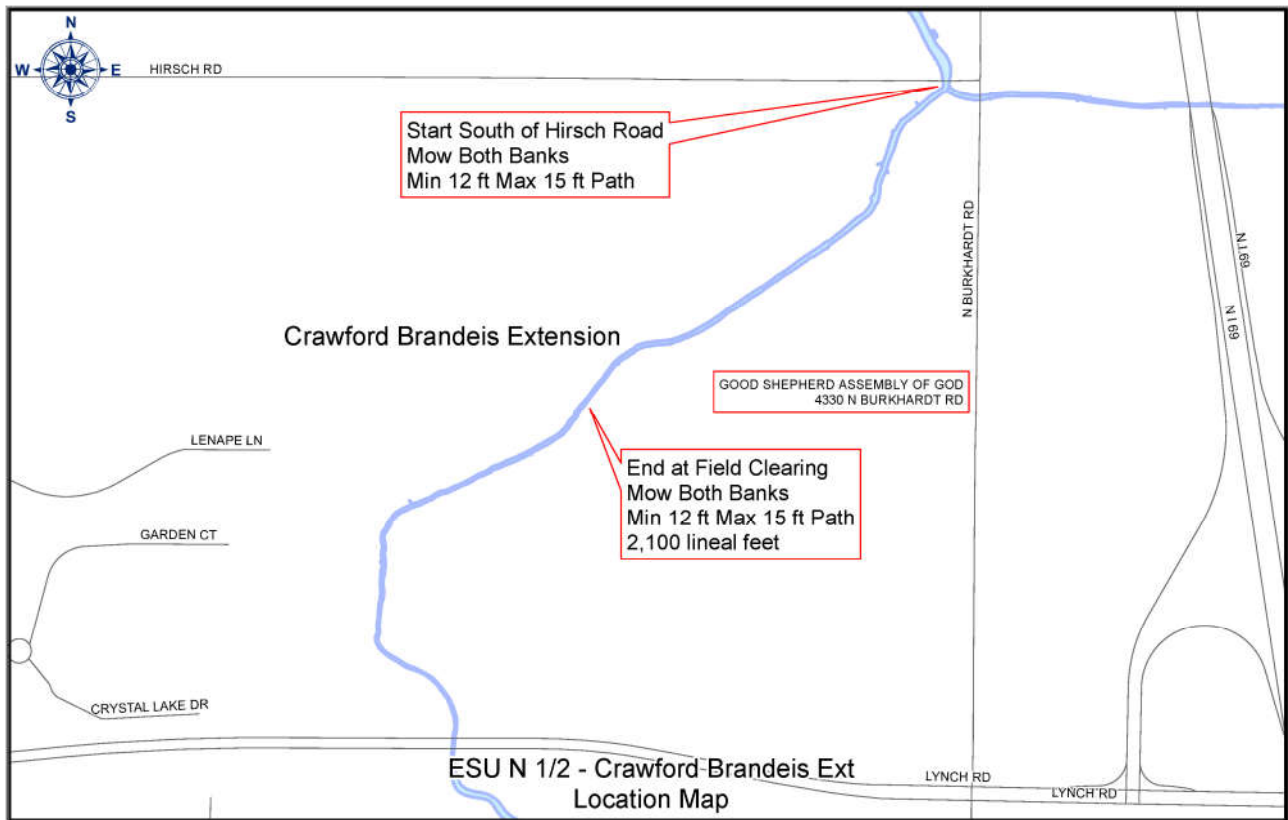 N
W
E
S
HIRSCH RD
Start South of Hirsch Road
Mow Both Banks
Min 12 ft Max 15 ft Path
N BURKHARDT RD
N I 69
N I 69
Crawford Brandeis Extension
GOOD SHEPHERD ASSEMBLY OF GOD
4330 N BURKHARDT RD
LENAPE LN
End at Field Clearing
Mow Both Banks
Min 12 ft Max 15 ft Path
2,100 lineal feet
GARDEN CT
CRYSTAL LAKE DR
ESU N 1/2 - Crawford Brandeis Ext
Location Map
LYNCH RD
LYNCH RD